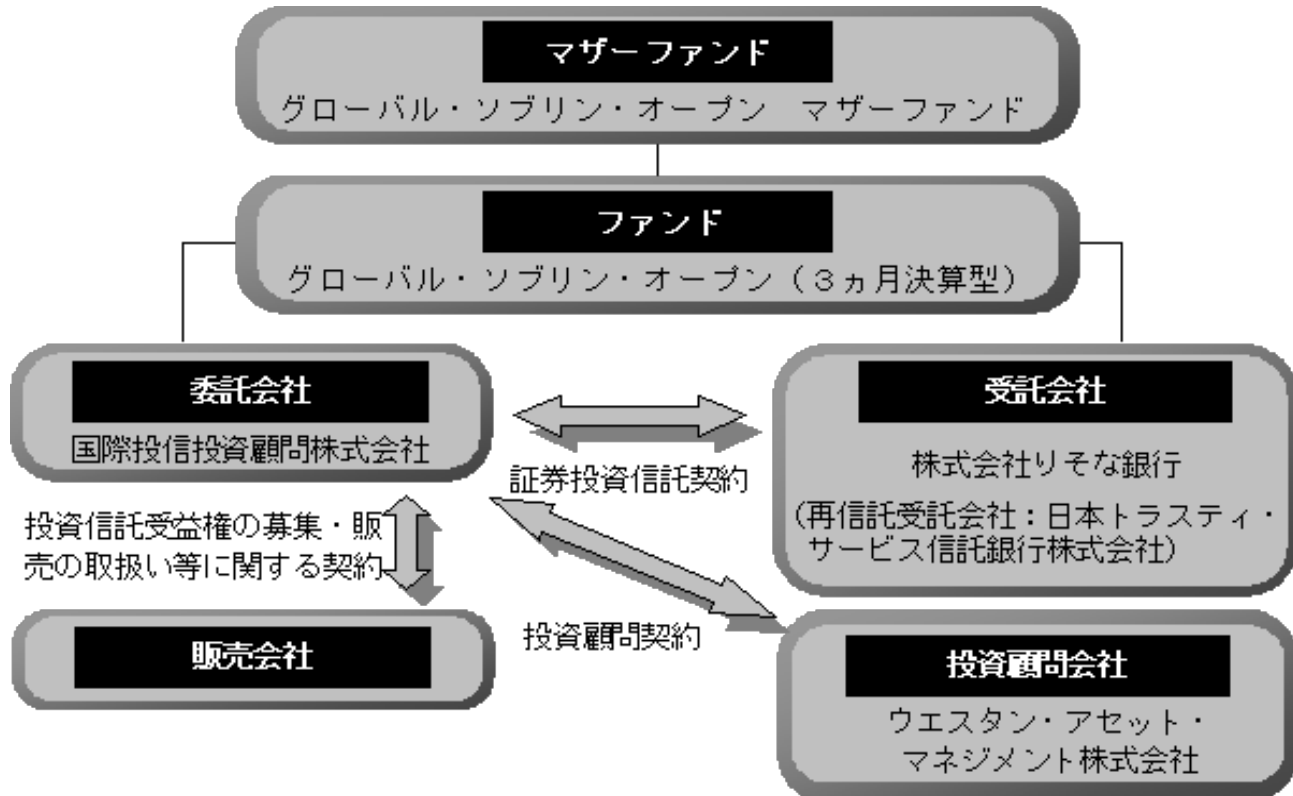 マザーファンド
グローバル・ソブリン・オープン　マザーファンド
ファンド
グローバル・ソブリン・オープン（３ヵ月決算型）
委託会社
国際投信投資顧問株式会社
証券投資信託契約
受託会社
株式会社りそな銀行
（再信託受託会社：日本トラスティ・
サービス信託銀行株式会社）
投資信託受益権の募集・販
売の取扱い等に関する契約
販売会社
投資顧問契約
投資顧問会社
ウエスタン・アセット・
マネジメント株式会社